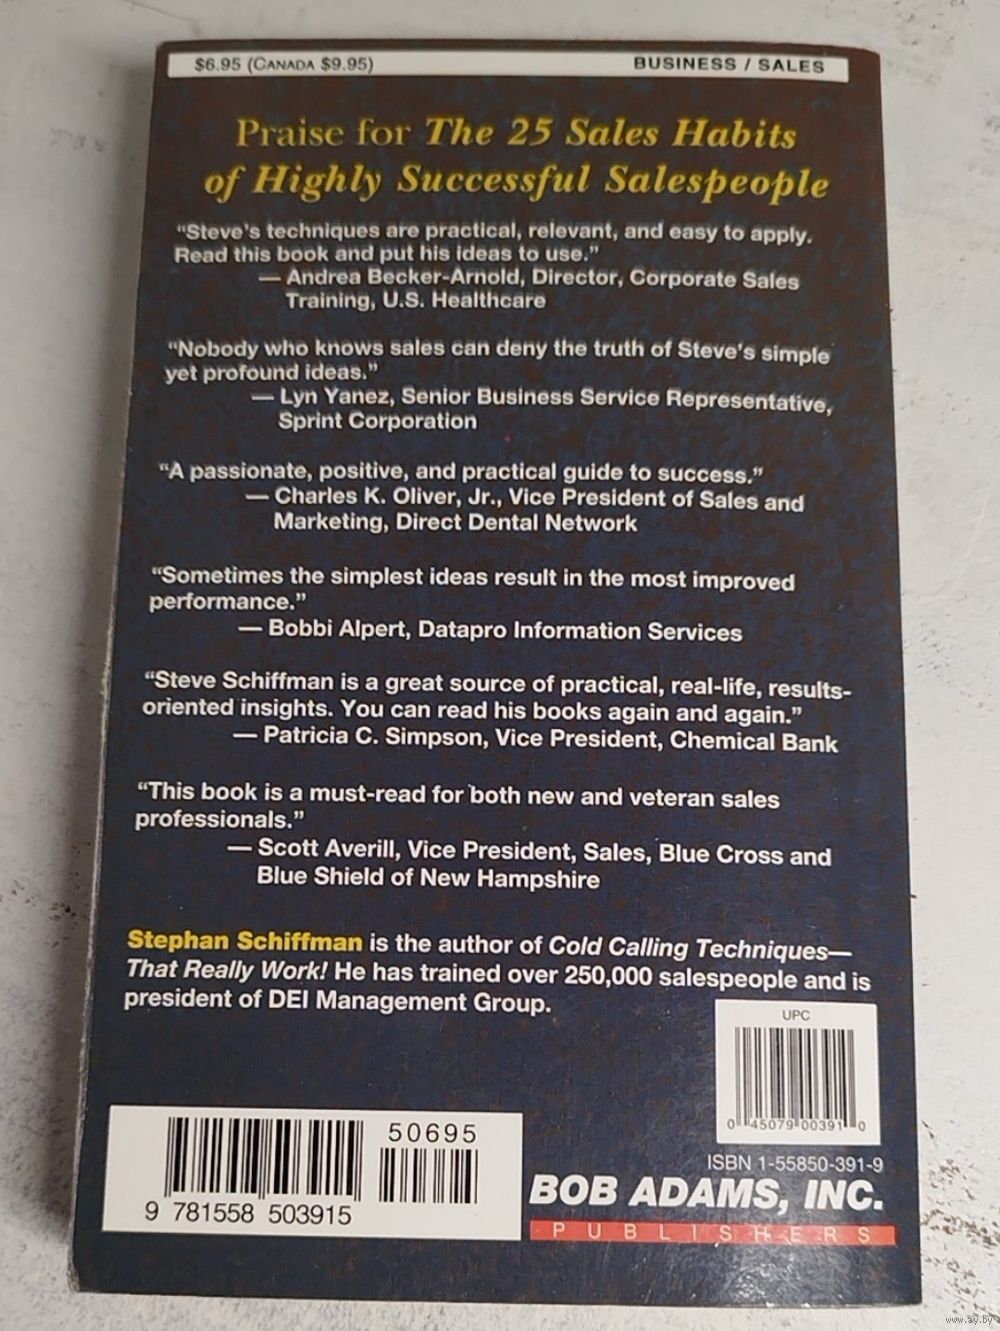 $6.95 (CANADA $9.95)
BUSINESS / SALES
Praise for The 25 Sales Habits
of Highly Successful Salespeople
“Steve’s techniques are practical, relevant, and easy to apply.
Read this book and put his ideas to use.”
— Andrea Becker-Arnold, Director, Corporate Sales
Training, U.S. Healthcare
“Nobody who knows sales can deny the truth of Steve’s simple
yet profound ideas.”
— Lyn Yanez, Senior Business Service Representative,
Sprint Corporation
“A passionate, positive, and practical guide to success.”
— Charles K. Oliver, Jr., Vice President of Sales and
Marketing, Direct Dental Network
“Sometimes the simplest ideas result in the most improved
performance.”
— Bobbi Alpert, Datapro Information Services
“Steve Schiffman is a great source of practical, real-life, results-
oriented insights. You can read his books again and again.”
— Patricia C. Simpson, Vice President, Chemical Bank
“This book is a must-read for both new and veteran sales
professionals.”
— Scott Averill, Vice President, Sales, Blue Cross and
Blue Shield of New Hampshire
Stephan Schiffman is the author of Cold Calling Techniques—
That Really Work! He has trained over 250,000 salespeople and is
president of DEI Management Group.
UPC
0 45079 00391 0
50695
9 781558 503915
ISBN 1-55850-391-9
BOB ADAMS, INC.
PUBLISHERS
www.ay.by